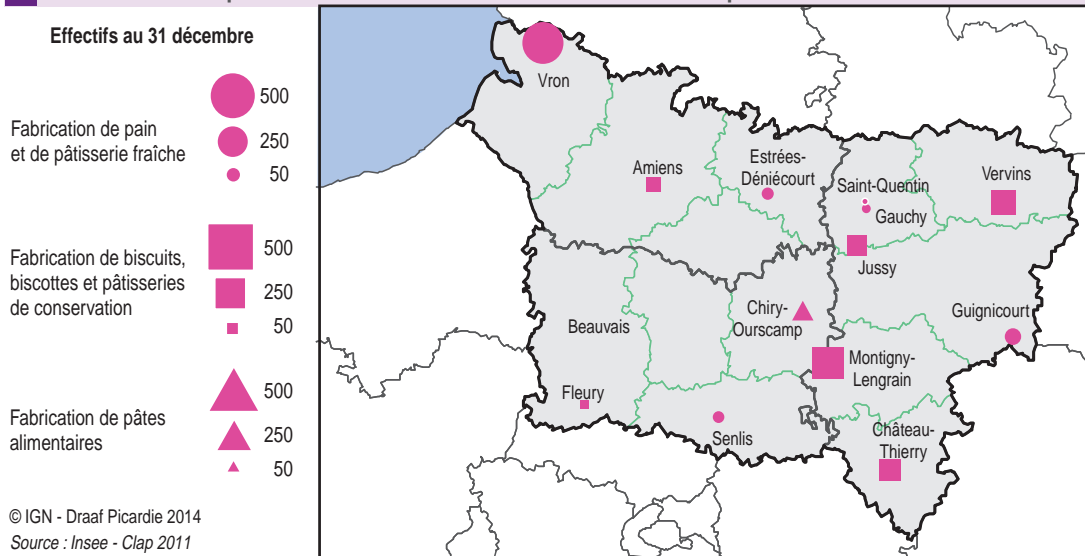 Effectifs au 31 décembre
Fabrication de pain
et de pâtisserie fraîche
500
250
50
Fabrication de biscuits,
biscottes et pâtisseries
de conservation
500
250
50
Fabrication de pâtes
alimentaires
500
250
50
© IGN - Draaf Picardie 2014
Source : Insee - Clap 2011
Vron
Amiens
Estrées-
Déniécourt
Saint-Quentin
Gauchy
Vervins
Jussy
Guignicourt
Chiry-
Ourscamp
Beauvais
Montigny-
Lengrain
Fleury
Senlis
Château-
Thierry